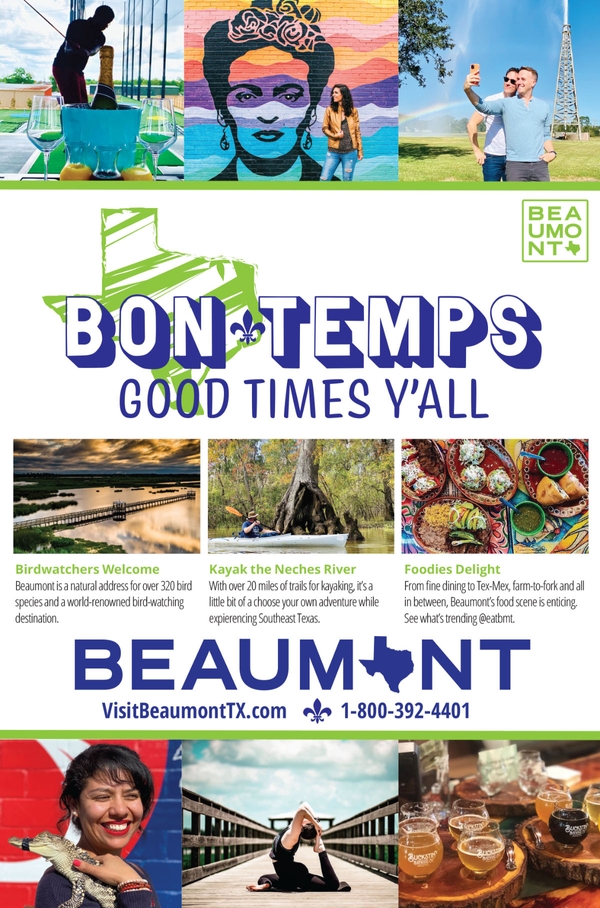 BEA
UMO
NT
BON TEMPS
GOOD TIMES Y'ALL
Birdwatchers Welcome
Beaumont is a natural address for over 320 bird
species and a world-renowned bird-watching
destination.
Kayak the Neches River
With over 20 miles of trails for kayaking, it's a
little bit of a choose your own adventure while
expierencing Southeast Texas.
Foodies Delight
From fine dining to Tex-Mex, farm-to-fork and all
in between, Beaumont's food scene is enticing.
See what's trending @eatbmt.
BEAUMONT
VisitBeaumontTX.com 1-800-392-4401